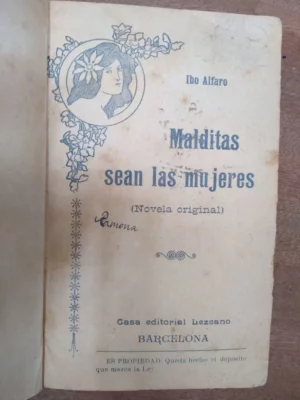 Ibo Alfaro
Malditas
sean las mujeres
(Novela original)
Casa editorial Lezcano
BARCELONA
ES PROPIEDAD: Queda hecho el depósito
que marca la Ley.